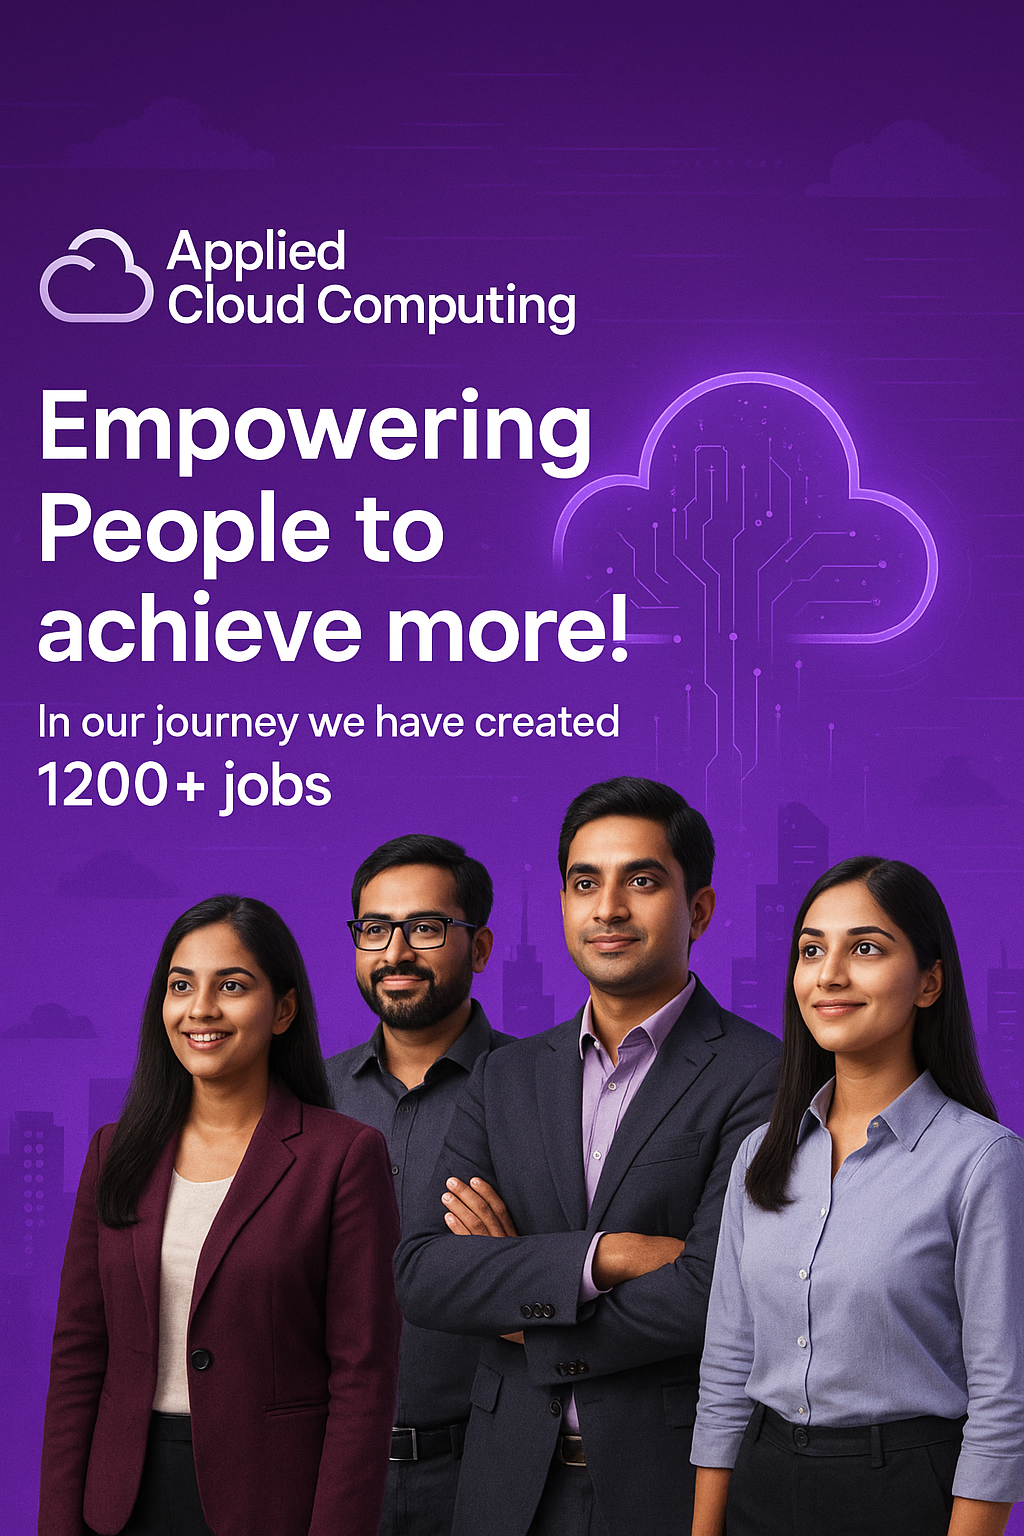 Applied
Cloud Computing
Empowering
People to
achieve more!
In our journey we have created
1200+ jobs